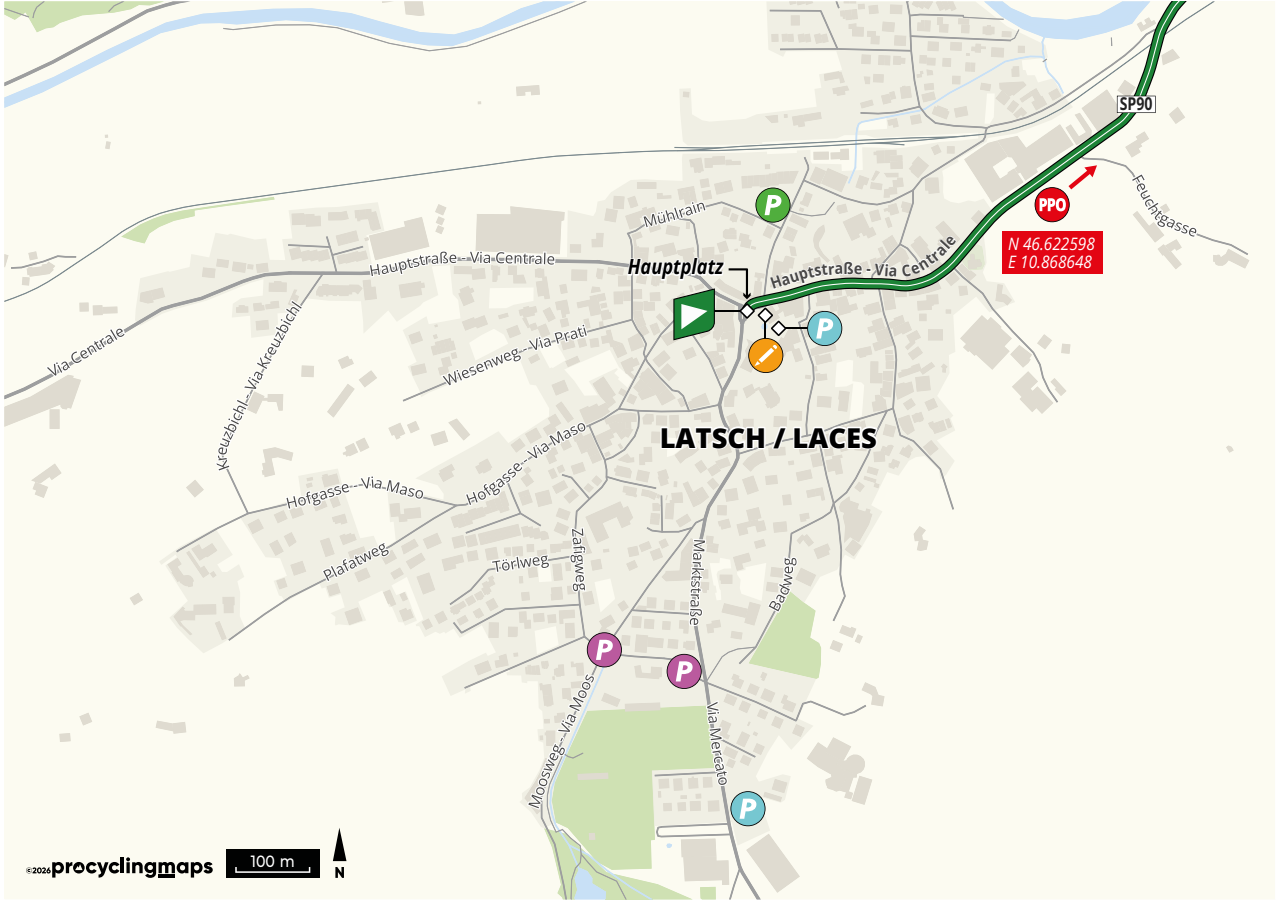 SP90
Feuchtgasse
PPO
N 46.622598
E 10.868648
P
Mühlrain
Hauptplatz
Hauptstraße - Via Centrale
Hauptstraße - Via Centrale
Via Centrale
P
Wiesenweg - Via Prati
Kreuzbichl - Via Kreuzbichl
LATSCH / LACES
Hofgasse - Via Maso
Hofgasse - Via Maso
Plafatweg
Törlweg
Zafigweg
Marktstraße
Badweg
P
P
Moosweg - Via Moos
Via Mercato
P
©2026 procyclingmaps
100 m
N